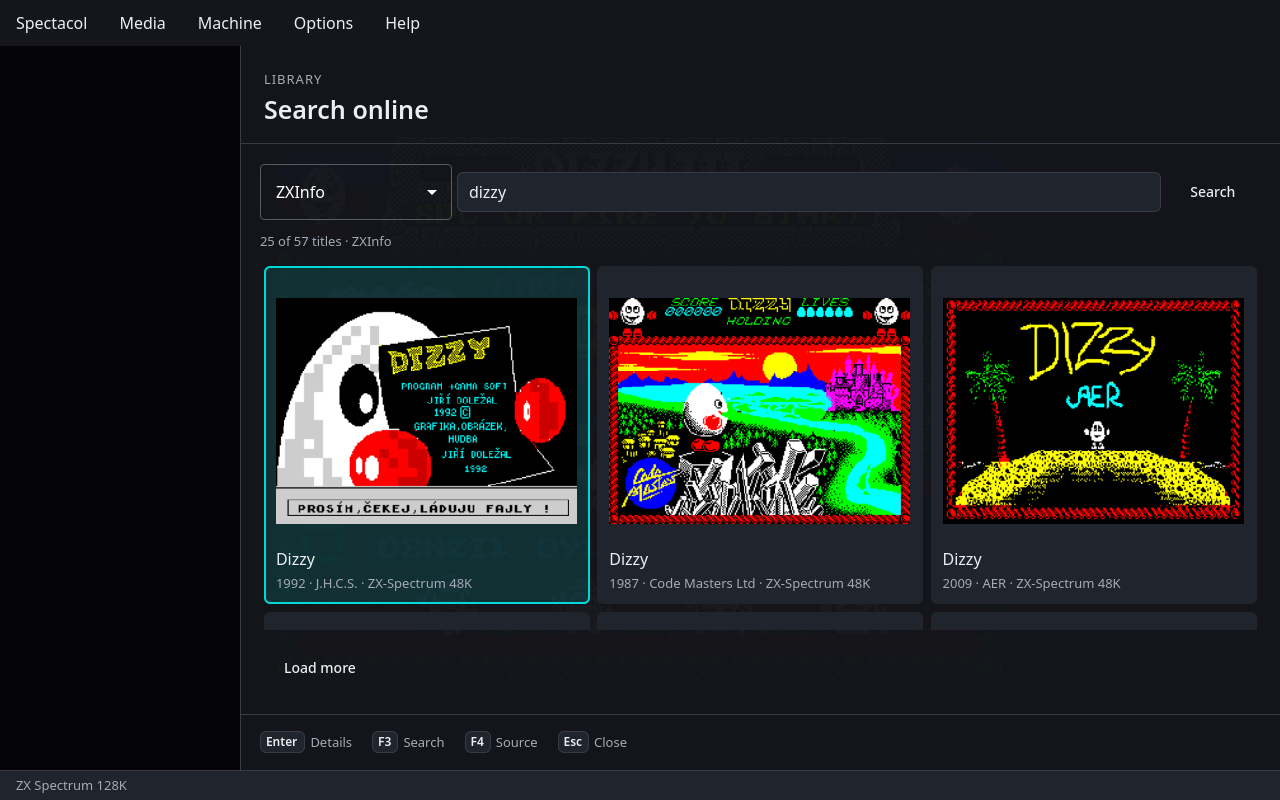 Spectacol Media Machine Options Help
LIBRARY
Search online
ZXInfo
dizzy
Search
25 of 57 titles · ZXInfo
DIZZY
PROGRAM +GAMA SOFT
JIŘÍ DOLEŽAL
1992 ©
GRAFIKA,OBRÁZEK,
HUDBA
JIŘÍ DOLEŽAL
1992
PROSÍM,ČEKEJ,LÁDUJU FAJLY !
Dizzy
1992 · J.H.C.S. · ZX-Spectrum 48K
SCORE DIZZY LIVES
000000 HOLDING
Code Masters
Dizzy
1987 · Code Masters Ltd · ZX-Spectrum 48K
DIZZY
AER
Dizzy
2009 · AER · ZX-Spectrum 48K
Load more
Enter Details F3 Search F4 Source Esc Close
ZX Spectrum 128K